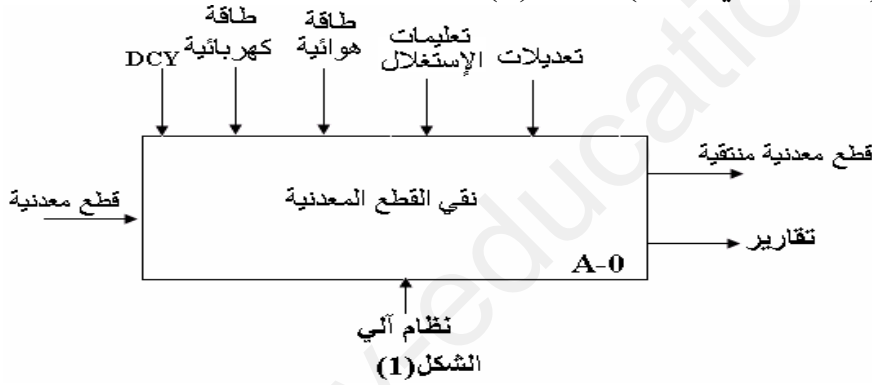 DCY
طاقة
كهربائية
طاقة
هوائية
تعليمات
الإستغلال
تعديلات
قطع معدنية
نقي القطع المعدنية
A-0
قطع معدنية منتقية
تقارير
نظام آلي
الشكل(1)